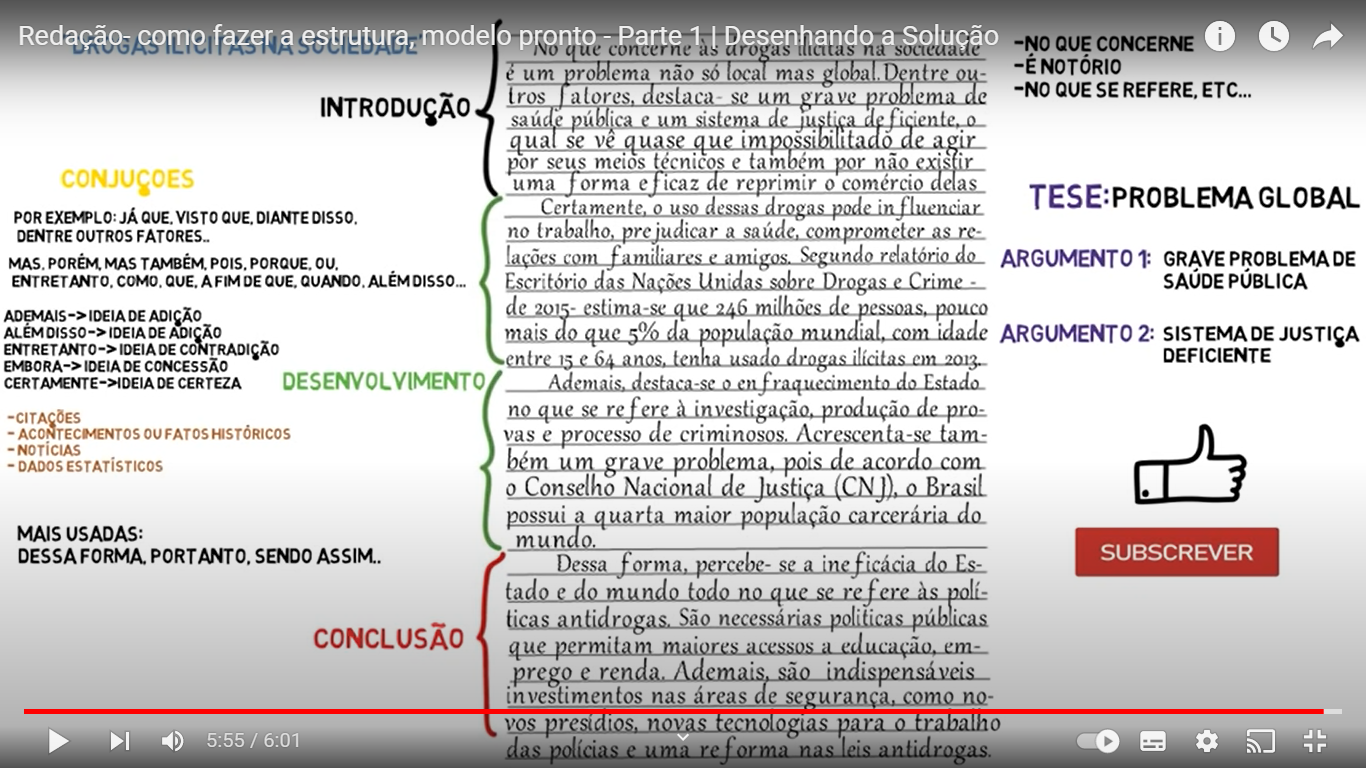 Redação- como fazer a estrutura, modelo pronto - Parte 1 | Desenhando a Solução
"DROGAS ILÍCITAS NA SOCIEDADE"
INTRODUÇÃO
CONJUÇOES
POR EXEMPLO: JÁ QUE, VISTO QUE, DIANTE DISSO,
DENTRE OUTROS FATORES..
MAS, PORÉM, MAS TAMBÉM, POIS, PORQUE, OU,
ENTRETANTO, COMO, QUE, A FIM DE QUE, QUANDO, ALÉM DISSO...
ADEMAIS-> IDEIA DE ADIÇÃO
ALÉM DISSO-> IDEIA DE ADIÇÃO
ENTRETANTO-> IDEIA DE CONTRADIÇÃO
EMBORA-> IDEIA DE CONCESSÃO
CERTAMENTE->IDEIA DE CERTEZA
DESENVOLVIMENTO
-CITAÇÕES
- ACONTECIMENTOS OU FATOS HISTÓRICOS
- NOTÍCIAS
- DADOS ESTATÍSTICOS
MAIS USADAS:
DESSA FORMA, PORTANTO, SENDO ASSIM..
CONCLUSÃO
No que concerne às drogas ilícitas na sociedade
é um problema não só local mas global.Dentre ou-
tros fatores, destaca- se um grave problema de
saúde pública e um sistema de justiça deficiente, o
qual se vê quase que impossibilitado de agir
por seus meios técnicos e também por não existir
uma forma eficaz de reprimir o comércio delas
Certamente, o uso dessas drogas pode influenciar
no trabalho, prejudicar a saúde, comprometer as re-
lações com familiares e amigos. Segundo relatório do
Escritório das Nações Unidas sobre Drogas e Crime -
de 2015- estima-se que 246 milhões de pessoas, pouco
mais do que 5% da população mundial, com idade
entre 15 e 64 anos, tenha usado drogas ilícitas em 2013.
Ademais, destaca-se o enfraquecimento do Estado
no que se refere à investigação, produção de pro-
vas e processo de criminosos. Acrescenta-se tam-
bém um grave problema, pois de acordo com
o Conselho Nacional de Justiça (CNJ), o Brasil
possui a quarta maior população carcerária do
mundo.
Dessa forma, percebe- se a ineficácia do Es-
tado e do mundo todo no que se refere às polí-
ticas antidrogas. São necessárias politicas públicas
que permitam maiores acessos a educação, em-
prego e renda. Ademais, são indispensáveis
investimentos nas áreas de segurança, como no-
vos presídios, novas tecnologias para o trabalho
das polícias e uma reforma nas leis antidrogas.
-NO QUE CONCERNE
-É NOTÓRIO
-NO QUE SE REFERE, ETC...
TESE:PROBLEMA GLOBAL
ARGUMENTO 1: GRAVE PROBLEMA DE
SAÚDE PÚBLICA
ARGUMENTO 2: SISTEMA DE JUSTIÇA
DEFICIENTE
SUBSCREVER
5:55 / 6:01